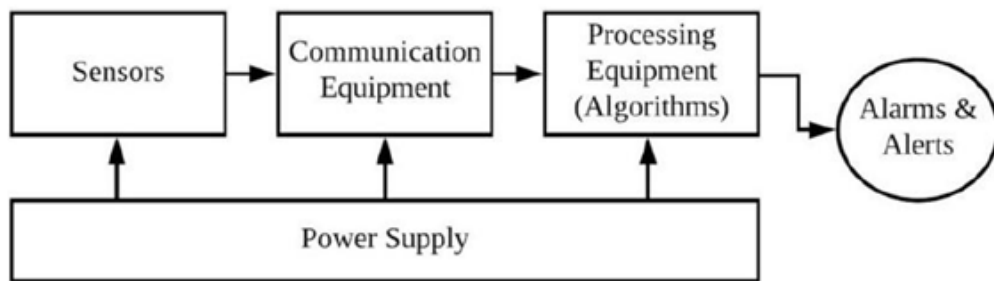 Sensors
Communication
Equipment
Processing
Equipment
(Algorithms)
Alarms &
Alerts
Power Supply